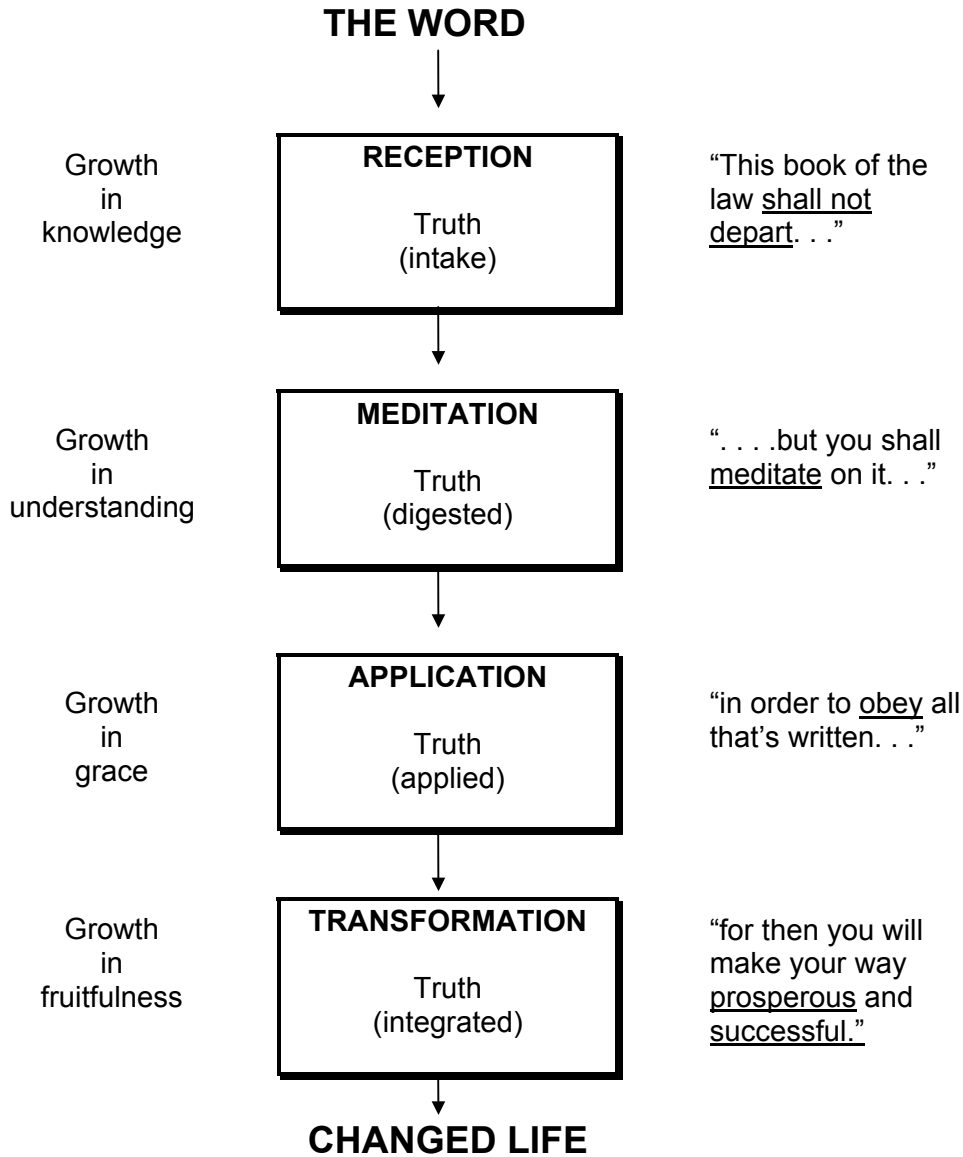 THE WORD
Growth
in
knowledge
RECEPTION
Truth
(intake)
“This book of the
law shall not
depart. . .”
Growth
in
understanding
MEDITATION
Truth
(digested)
“. . . .but you shall
meditate on it. . .”
Growth
in
grace
APPLICATION
Truth
(applied)
“in order to obey all
that’s written. . .”
Growth
in
fruitfulness
TRANSFORMATION
Truth
(integrated)
“for then you will
make your way
prosperous and
successful.”
CHANGED LIFE